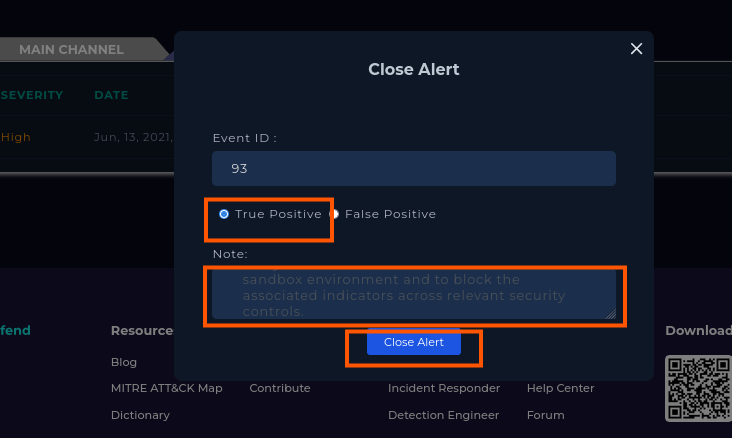 MAIN CHANNEL
Close Alert
SEVERITY DATE
Event ID :
High Jun, 13, 2021,
93
True Positive False Positive
Note:
sandbox environment and to block the
associated indicators across relevant security
controls.
fend Resource Download
Close Alert
Blog
MITRE ATT&CK Map Contribute Incident Responder Help Center
Dictionary Detection Engineer Forum